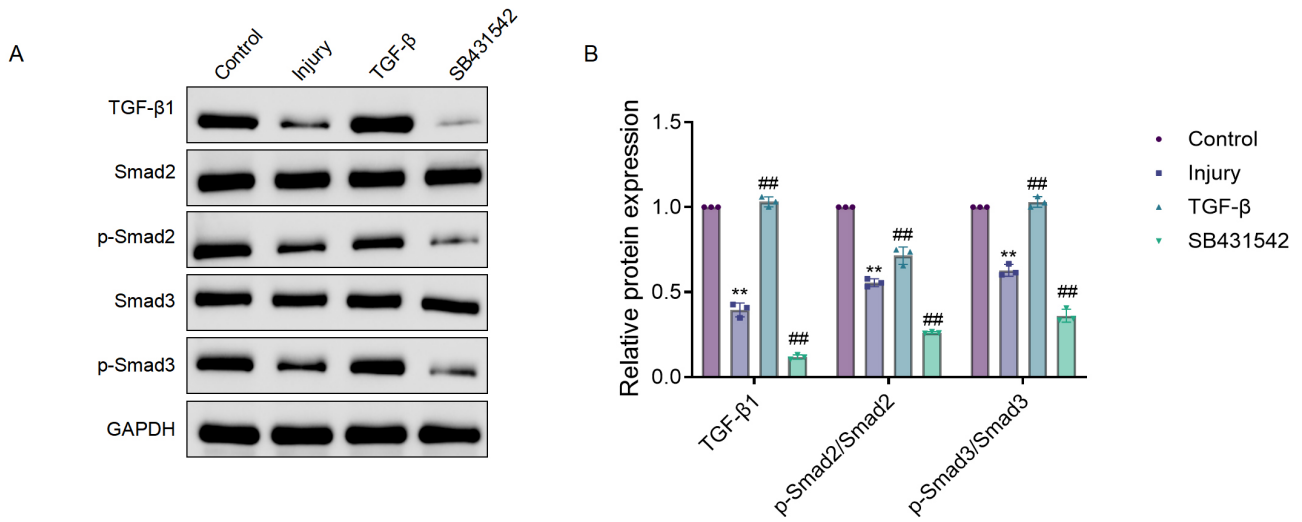 A
Control
Injury
TGF-β
SB431542
TGF-β1
Smad2
p-Smad2
Smad3
p-Smad3
GAPDH
B
Relative protein expression
1.5
1.0
0.5
0.0
**
##
##
**
##
##
**
##
##
TGF-β1
p-Smad2/Smad2
p-Smad3/Smad3
Control
Injury
TGF-β
SB431542